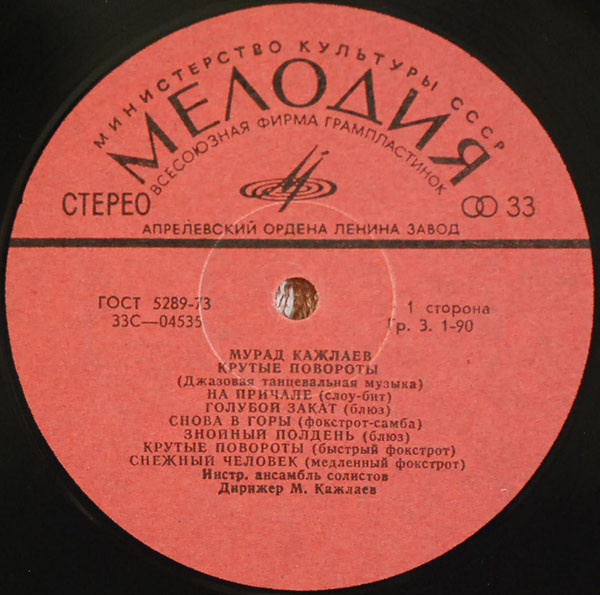 МИНИСТЕРСТВО КУЛЬТУРЫ СССР
МЕЛОДИЯ
ВСЕСОЮЗНАЯ ФИРМА ГРАМПЛАСТИНОК
СТЕРЕО
33
АПРЕЛЕВСКИЙ ОРДЕНА ЛЕНИНА ЗАВОД
ГОСТ 5289-73
33С—04535
1 сторона
Гр. 3. 1-90
МУРАД КАЖЛАЕВ
КРУТЫЕ ПОВОРОТЫ
(Джазовая танцевальная музыка)
НА ПРИЧАЛЕ (слоу-бит)
ГОЛУБОЙ ЗАКАТ (блюз)
СНОВА В ГОРЫ (фокстрот-самба)
ЗНОЙНЫЙ ПОЛДЕНЬ (блюз)
КРУТЫЕ ПОВОРОТЫ (быстрый фокстрот)
СНЕЖНЫЙ ЧЕЛОВЕК (медленный фокстрот)
Инстр. ансамбль солистов
Дирижер М. Кажлаев